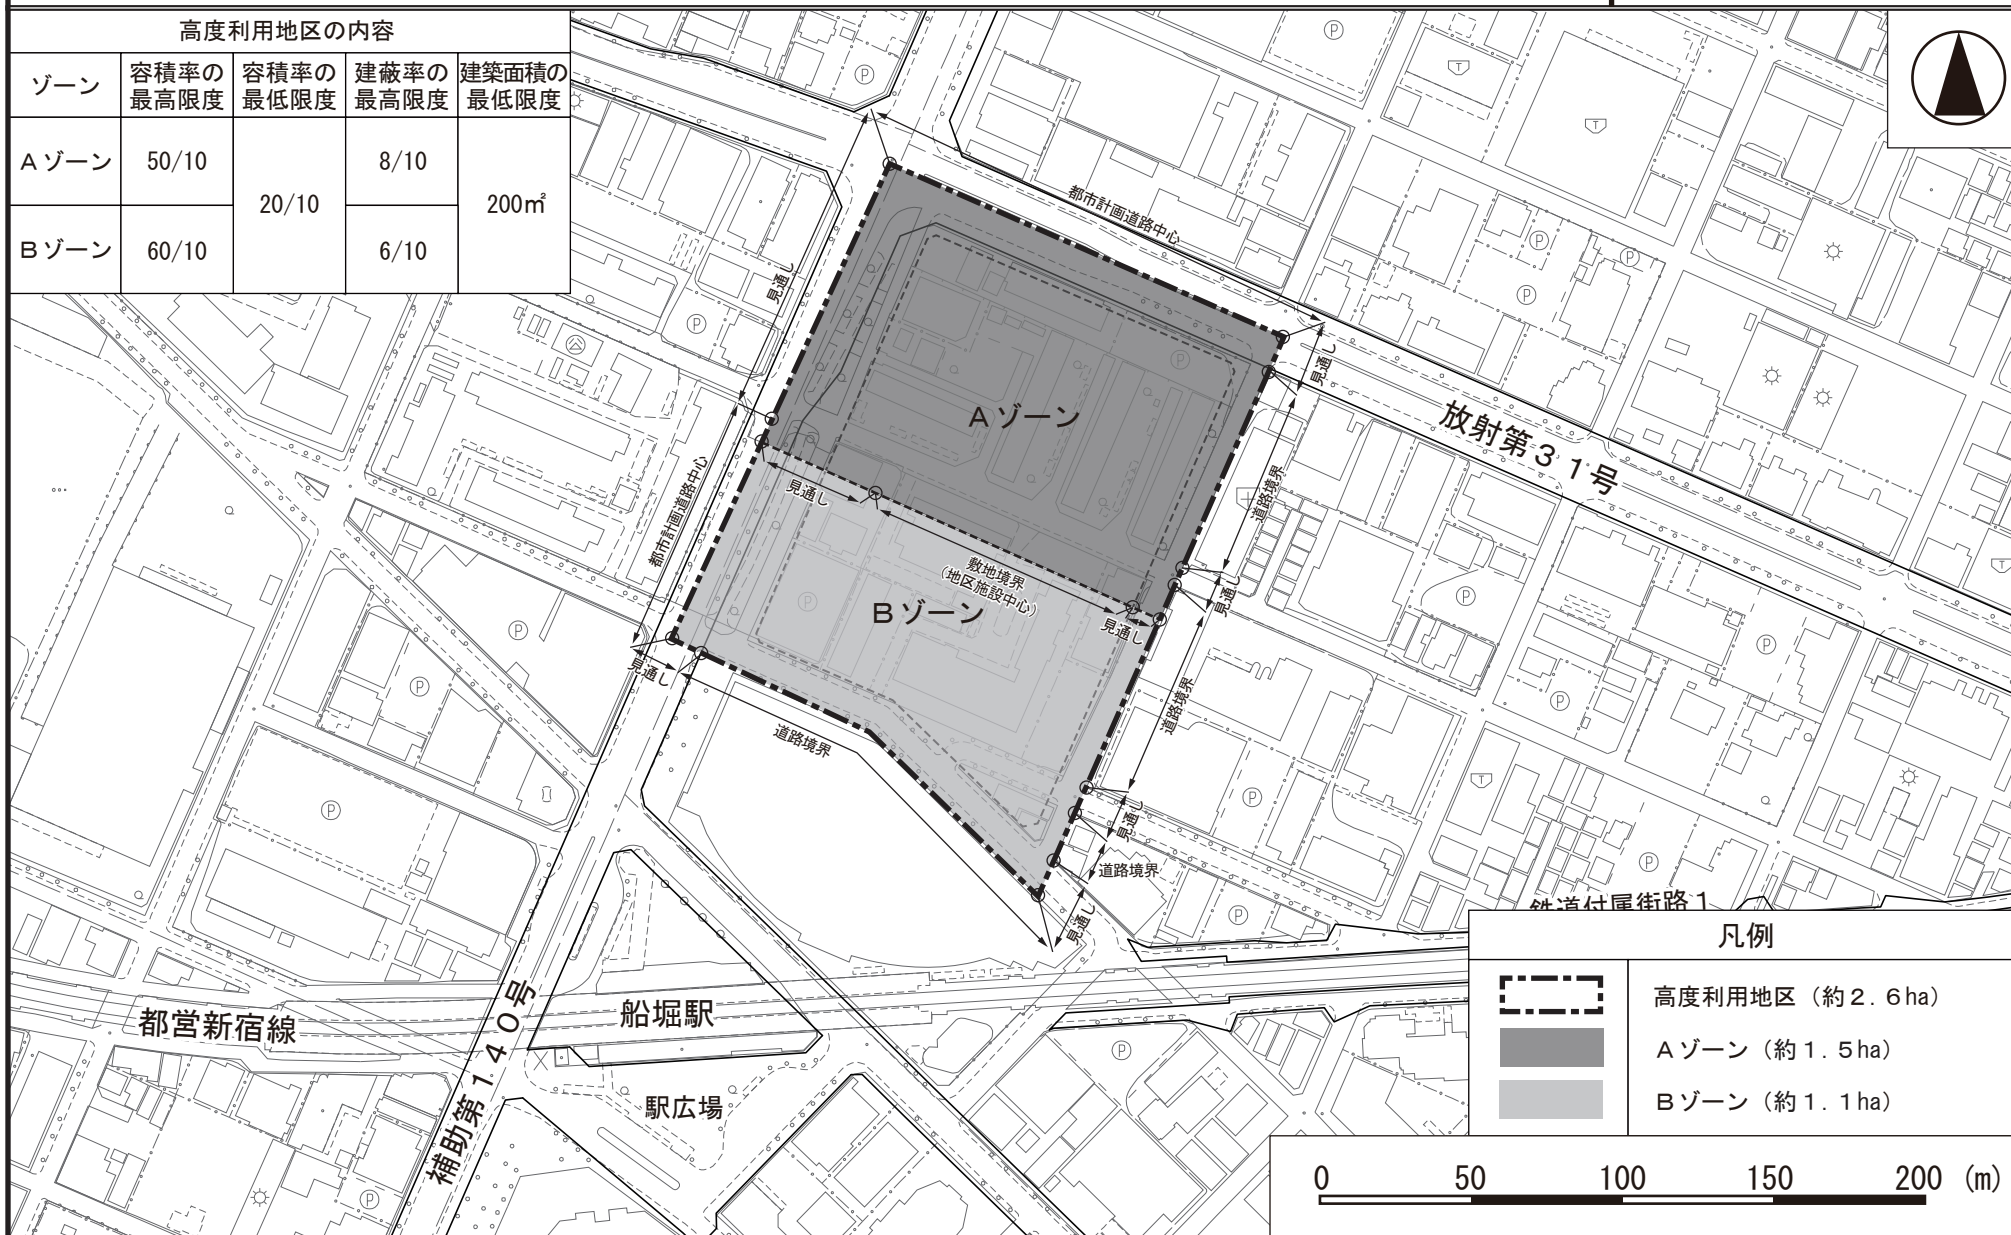 高度利用地区の内容
ゾーン 容積率の最高限度 容積率の最低限度 建蔽率の最高限度 建築面積の最低限度
Aゾーン 50/10 20/10 8/10 200㎡
Bゾーン 60/10 6/10
都市計画道路中心
見通し
見通し
Aゾーン
放射第31号
道路境界
都市計画道路中心
見通し
敷地境界
(地区施設中心)
見通し
見通し
Bゾーン
見通し
道路境界
道路境界
見通し
道路境界
見通し
鉄道付属街路1
都営新宿線
船堀駅
補助第140号
駅広場
凡例
高度利用地区(約2.6ha)
Aゾーン(約1.5ha)
Bゾーン(約1.1ha)
0 50 100 150 200 (m)